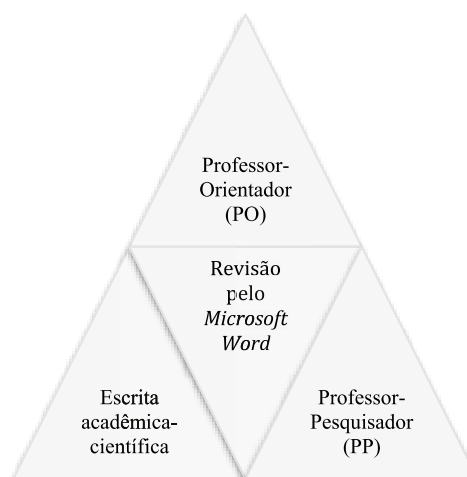 Professor-
Orientador
(PO)
Revisão
pelo
Microsoft
Word
Escrita
acadêmica-
científica
Professor-
Pesquisador
(PP)